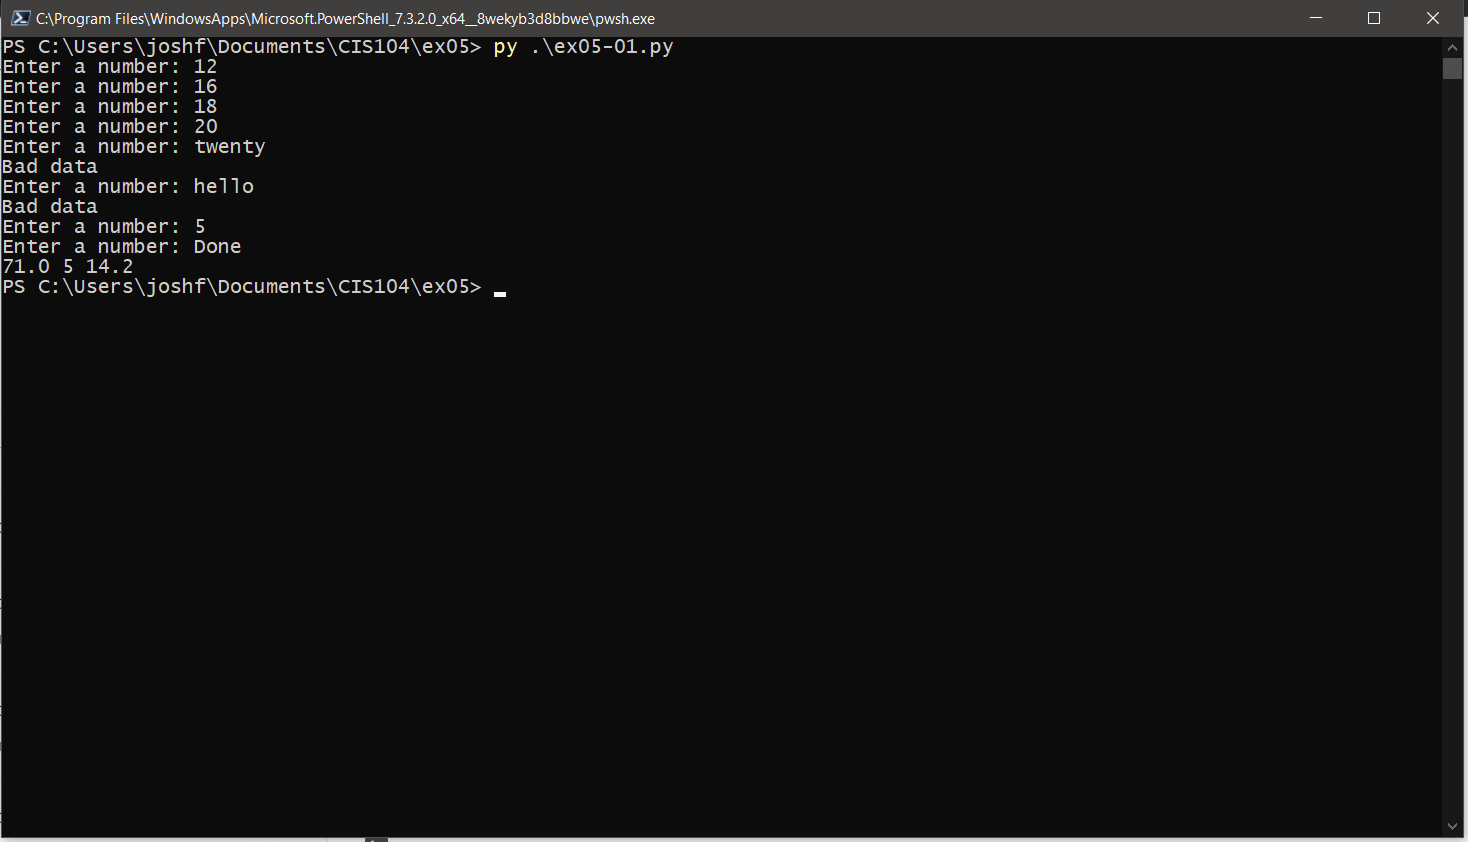 C:\Program Files\WindowsApps\Microsoft.PowerShell_7.3.2.0_x64__8wekyb3d8bbwe\pwsh.exe
PS C:\Users\joshf\Documents\CIS104\ex05> py .\ex05-01.py
Enter a number: 12
Enter a number: 16
Enter a number: 18
Enter a number: 20
Enter a number: twenty
Bad data
Enter a number: hello
Bad data
Enter a number: 5
Enter a number: Done
71.0 5 14.2
PS C:\Users\joshf\Documents\CIS104\ex05>